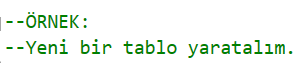 --ÖRNEK:
--Yeni bir tablo yaratalım.